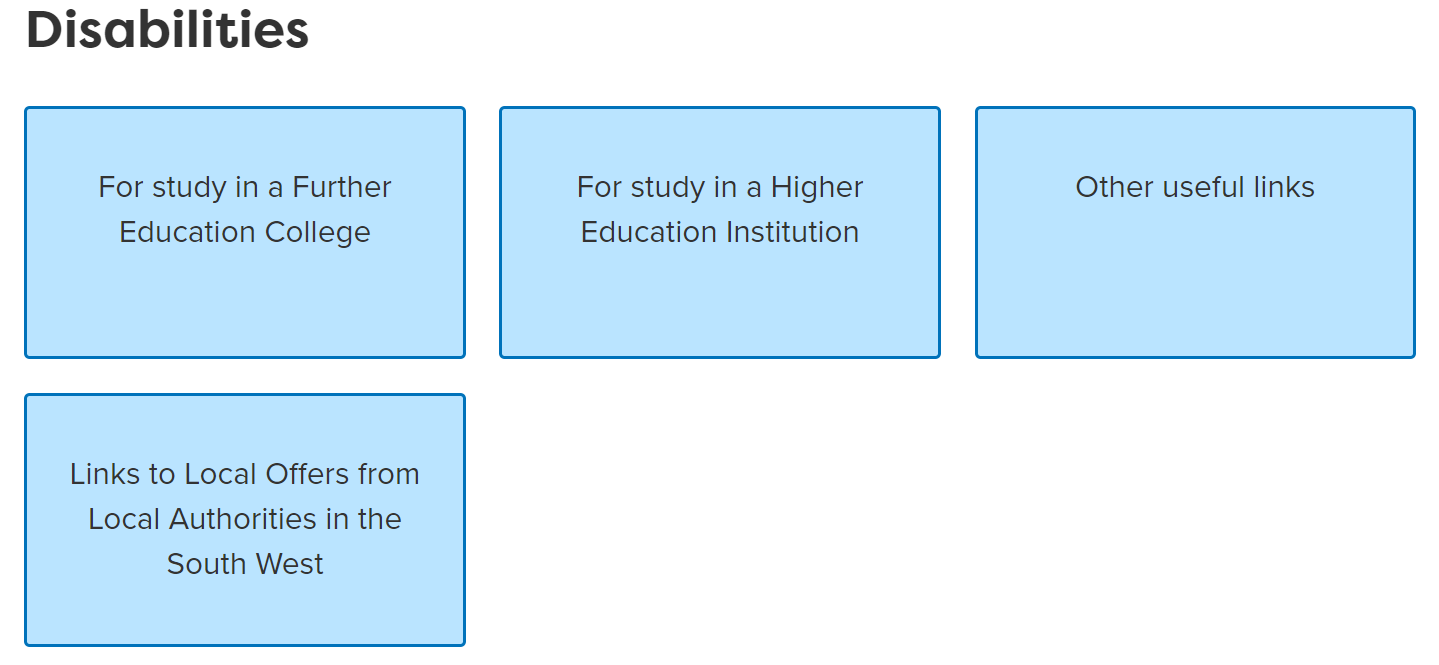 Disabilities
For study in a Further
Education College
For study in a Higher
Education Institution
Other useful links
Links to Local Offers from
Local Authorities in the
South West